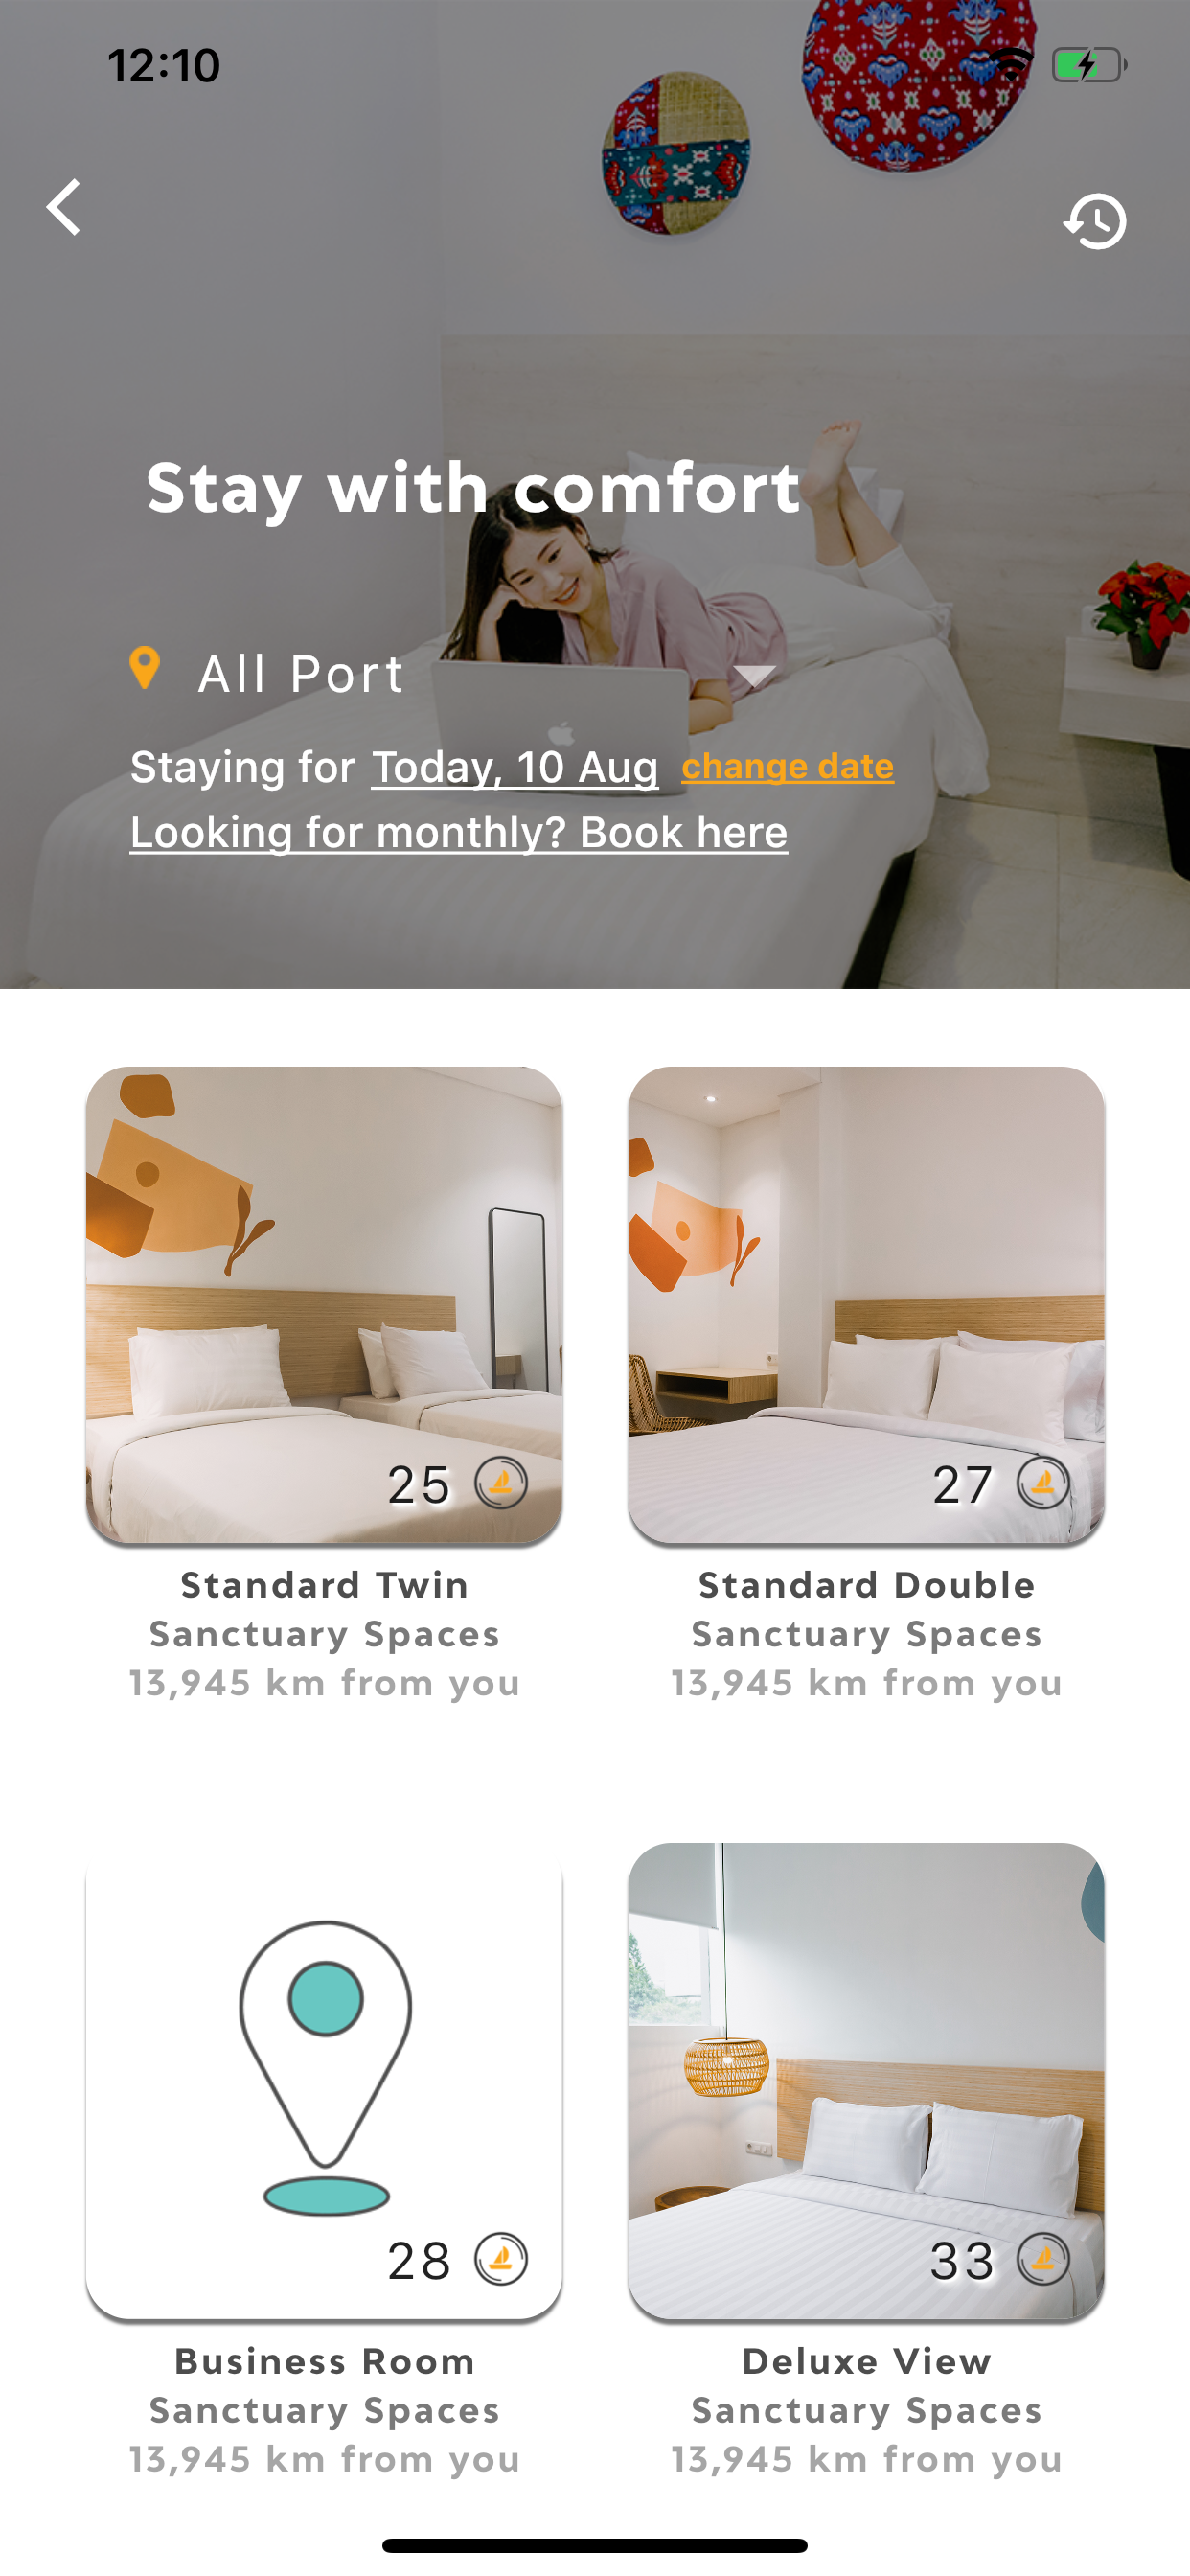 12:10
Stay with comfort
All Port
Staying for Today, 10 Aug change date
Looking for monthly? Book here
25
27
Standard Twin
Sanctuary Spaces
13,945 km from you
Standard Double
Sanctuary Spaces
13,945 km from you
28
33
Business Room
Sanctuary Spaces
13,945 km from you
Deluxe View
Sanctuary Spaces
13,945 km from you